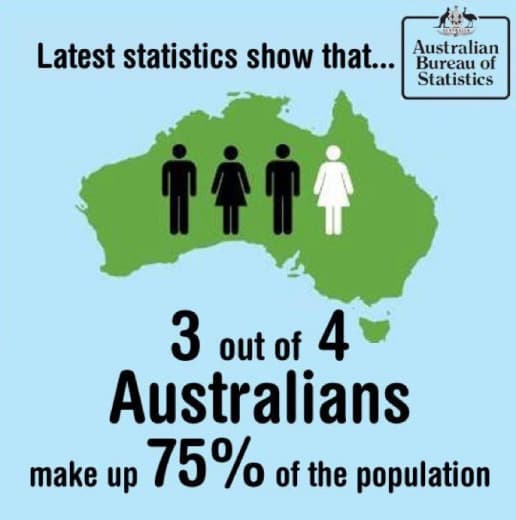 Latest statistics show that...
Australian
Bureau of
Statistics
3 out of 4
Australians
make up 75% of the population